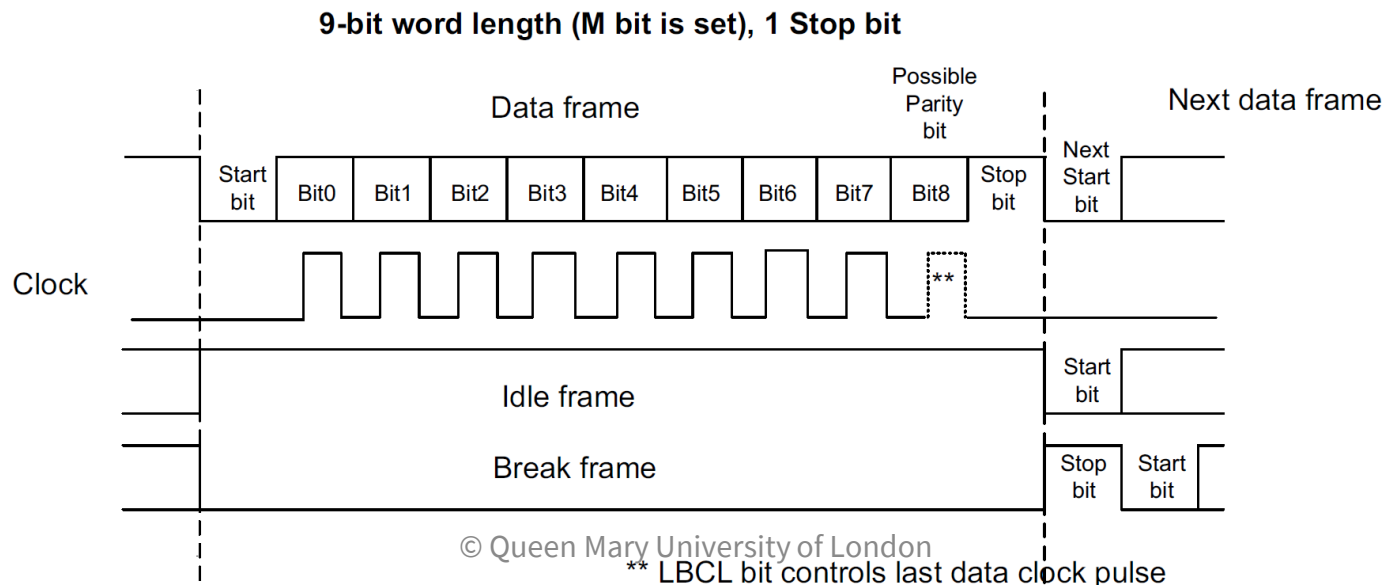 9-bit word length (M bit is set), 1 Stop bit
Possible
Parity
bit
Data frame
Next data frame
Start
bit
Bit0
Bit1
Bit2
Bit3
Bit4
Bit5
Bit6
Bit7
Bit8
Stop
bit
Next
Start
bit
Clock
**
Idle frame
Start
bit
Break frame
Stop
bit
Start
bit
© Queen Mary University of London
** LBCL bit controls last data clock pulse